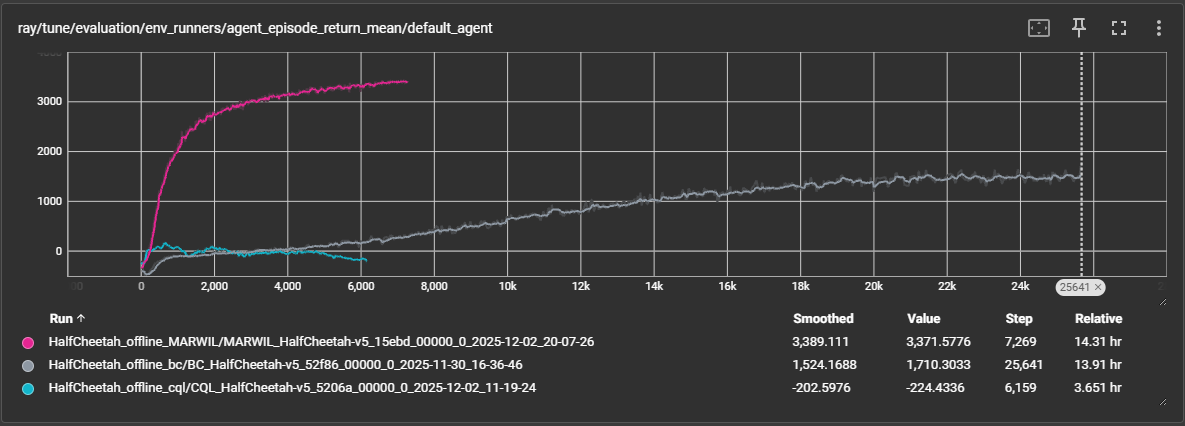 ray/tune/evaluation/env_runners/agent_episode_return_mean/default_agent
4000
3000
2000
1000
0
0 2,000 4,000 6,000 8,000 10k 12k 14k 16k 18k 20k 22k 24k 25641 ×
Run ↑ Smoothed Value Step Relative
HalfCheetah_offline_MARWIL/MARWIL_HalfCheetah-v5_15ebd_00000_0_2025-12-02_20-07-26 3,389.111 3,371.5776 7,269 14.31 hr
HalfCheetah_offline_bc/BC_HalfCheetah-v5_52f86_00000_0_2025-11-30_16-36-46 1,524.1688 1,710.3033 25,641 13.91 hr
HalfCheetah_offline_cql/CQL_HalfCheetah-v5_5206a_00000_0_2025-12-02_11-19-24 -202.5976 -224.4336 6,159 3.651 hr